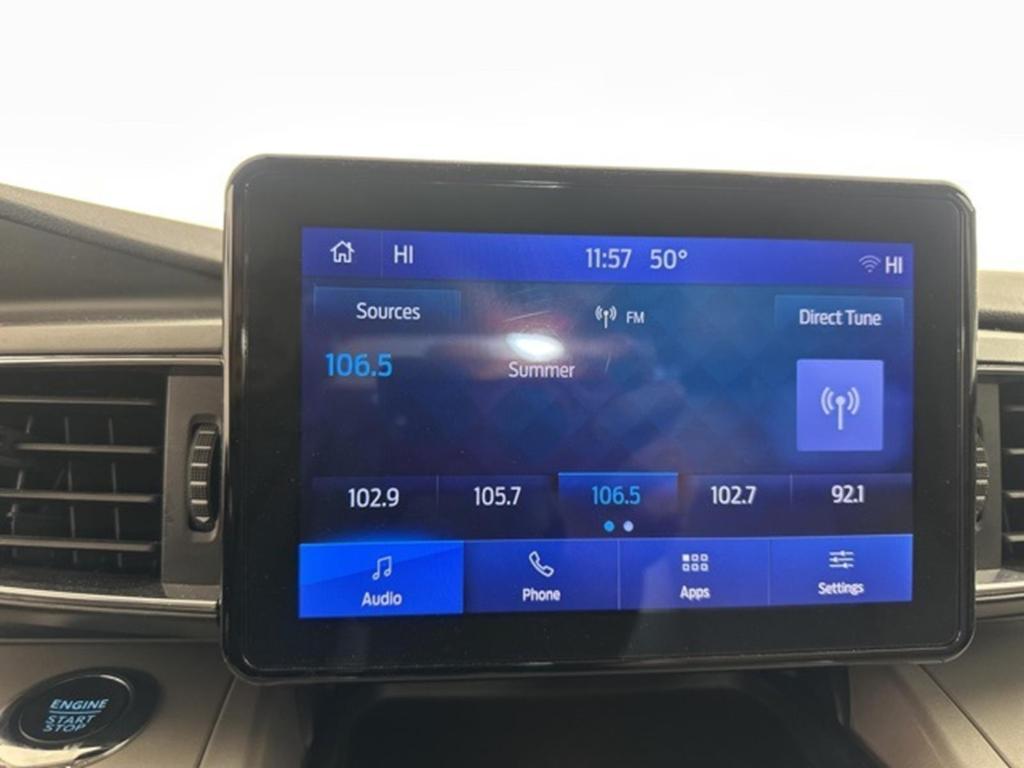 HI 11:57 50° HI
Sources FM Direct Tune
106.5 Summer
102.9 105.7 106.5 102.7 92.1
Audio Phone Apps Settings
ENGINE
START
STOP